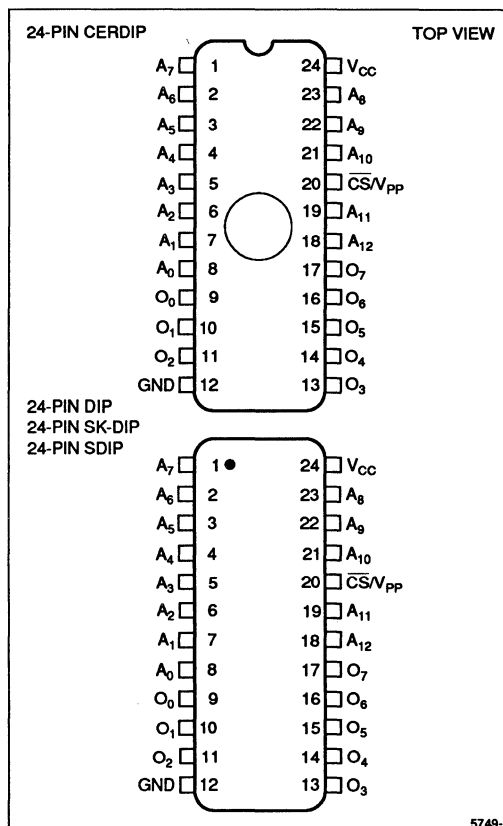 24-PIN CERDIP TOP VIEW
A7 1 24 VCC
A6 2 23 A8
A5 3 22 A9
A4 4 21 A10
A3 5 20 C̅S̅/VPP
A2 6 19 A11
A1 7 18 A12
A0 8 17 O7
O0 9 16 O6
O1 10 15 O5
O2 11 14 O4
GND 12 13 O3
24-PIN DIP
24-PIN SK-DIP
24-PIN SDIP
A7 1 24 VCC
A6 2 23 A8
A5 3 22 A9
A4 4 21 A10
A3 5 20 C̅S̅/VPP
A2 6 19 A11
A1 7 18 A12
A0 8 17 O7
O0 9 16 O6
O1 10 15 O5
O2 11 14 O4
GND 12 13 O3
5749-